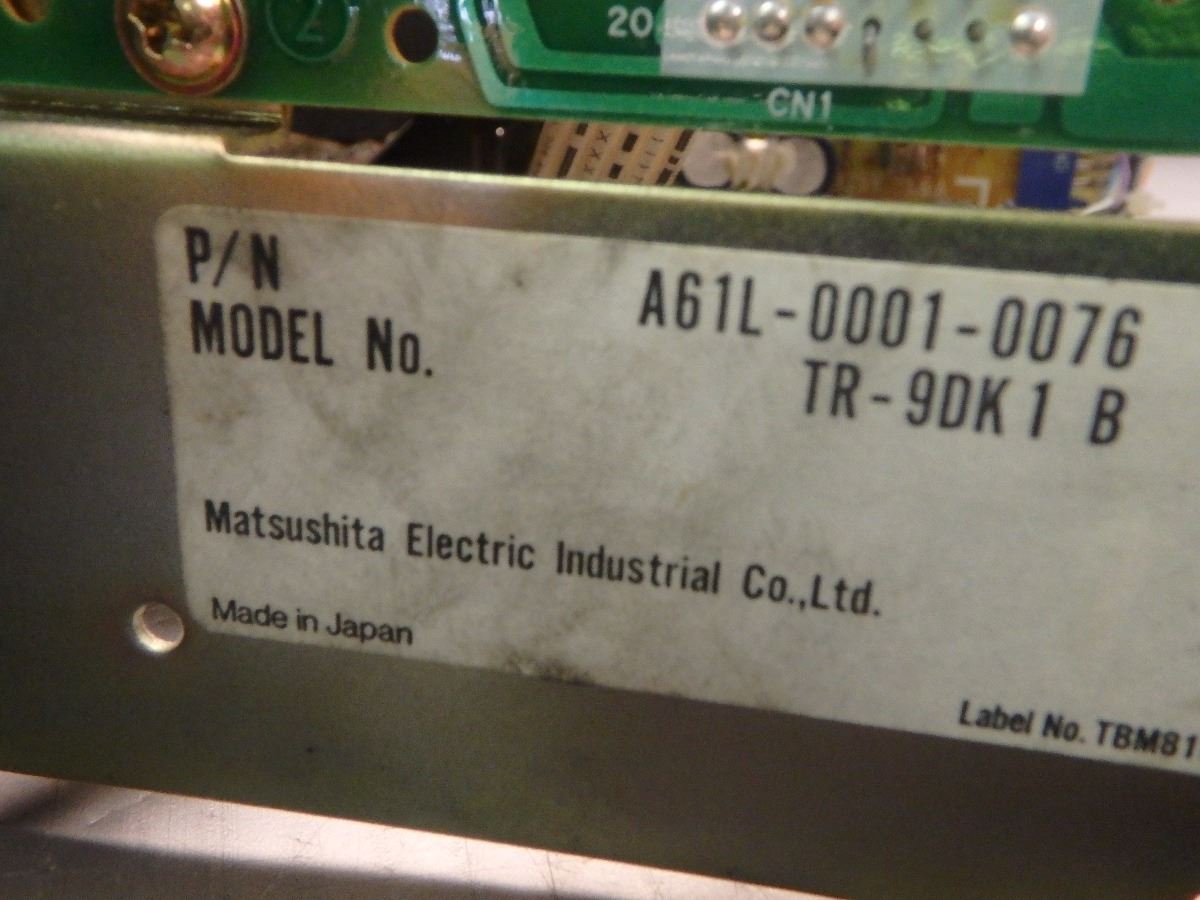 2
20
CN1
P/N A61L-0001-0076
MODEL No. TR-9DK1 B
Matsushita Electric Industrial Co.,Ltd.
Made in Japan
Label No. TBM81